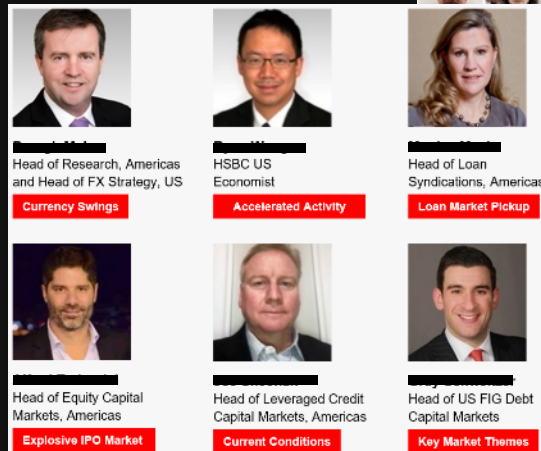 Head of Research, Americas
and Head of FX Strategy, US
Currency Swings
HSBC US
Economist
Accelerated Activity
Head of Loan
Syndications, Americas
Loan Market Pickup
Head of Equity Capital
Markets, Americas
Explosive IPO Market
Head of Leveraged Credit
Capital Markets, Americas
Current Conditions
Head of US FIG Debt
Capital Markets
Key Market Themes